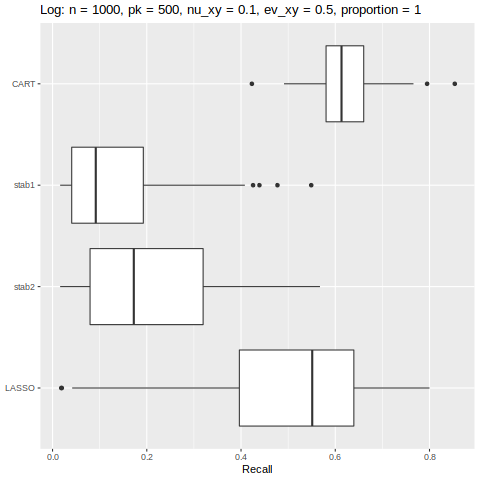 Log: n = 1000, pk = 500, nu_xy = 0.1, ev_xy = 0.5, proportion = 1
CART
stab1
stab2
LASSO
0.0 0.2 0.4 0.6 0.8
Recall